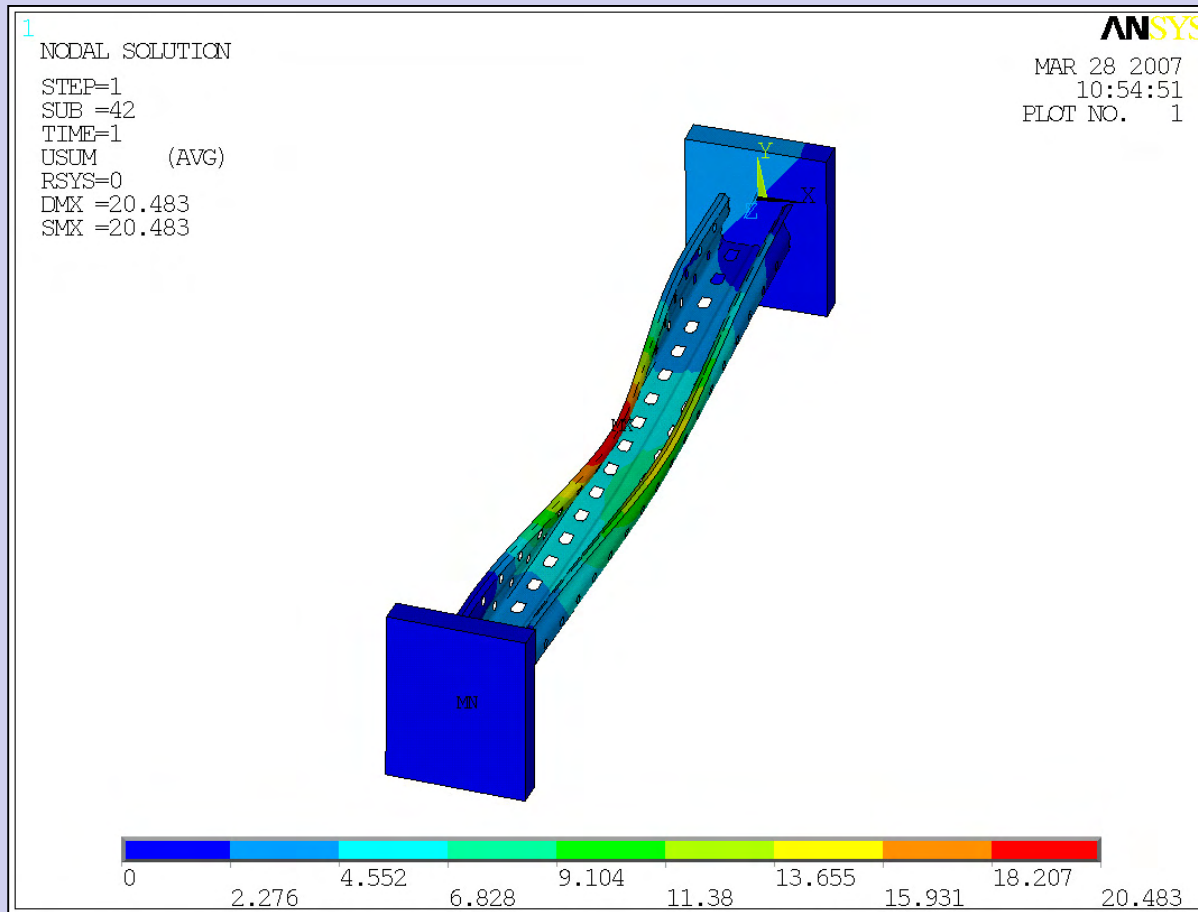 1
NODAL SOLUTION
STEP=1
SUB =42
TIME=1
USUM (AVG)
RSYS=0
DMX =20.483
SMX =20.483
ANSYS
MAR 28 2007
10:54:51
PLOT NO. 1
Y
X
Z
MX
MN
0 4.552 9.104 13.655 18.207
2.276 6.828 11.38 15.931 20.483